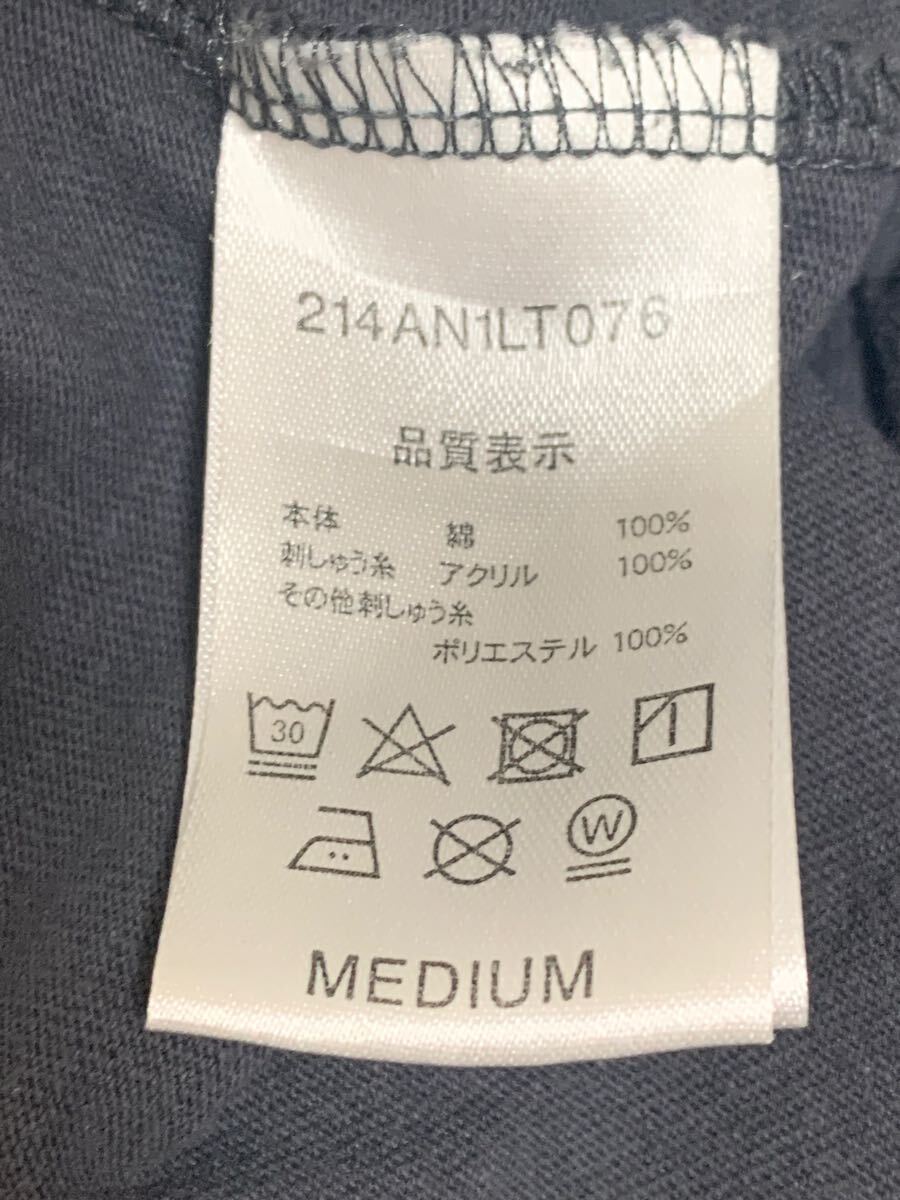 214AN1LT076
品質表示
本体 綿 100%
刺しゅう糸 アクリル 100%
その他刺しゅう糸
ポリエステル 100%
30
W
MEDIUM